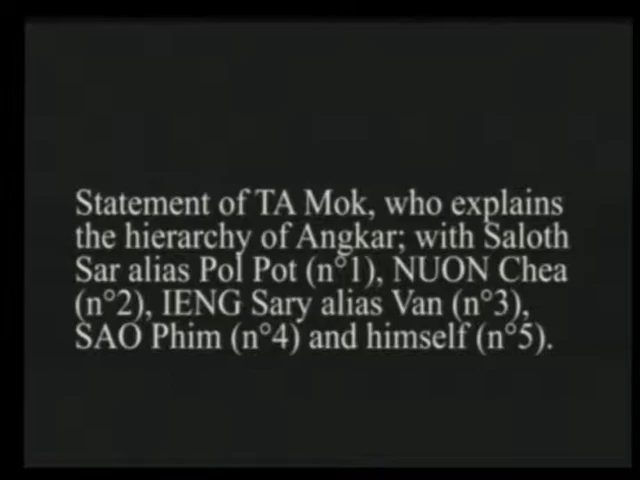 Statement of TA Mok, who explains
the hierarchy of Angkar; with Saloth
Sar alias Pol Pot (n°1), NUON Chea
(n°2), IENG Sary alias Van (n°3),
SAO Phim (n°4) and himself (n°5).